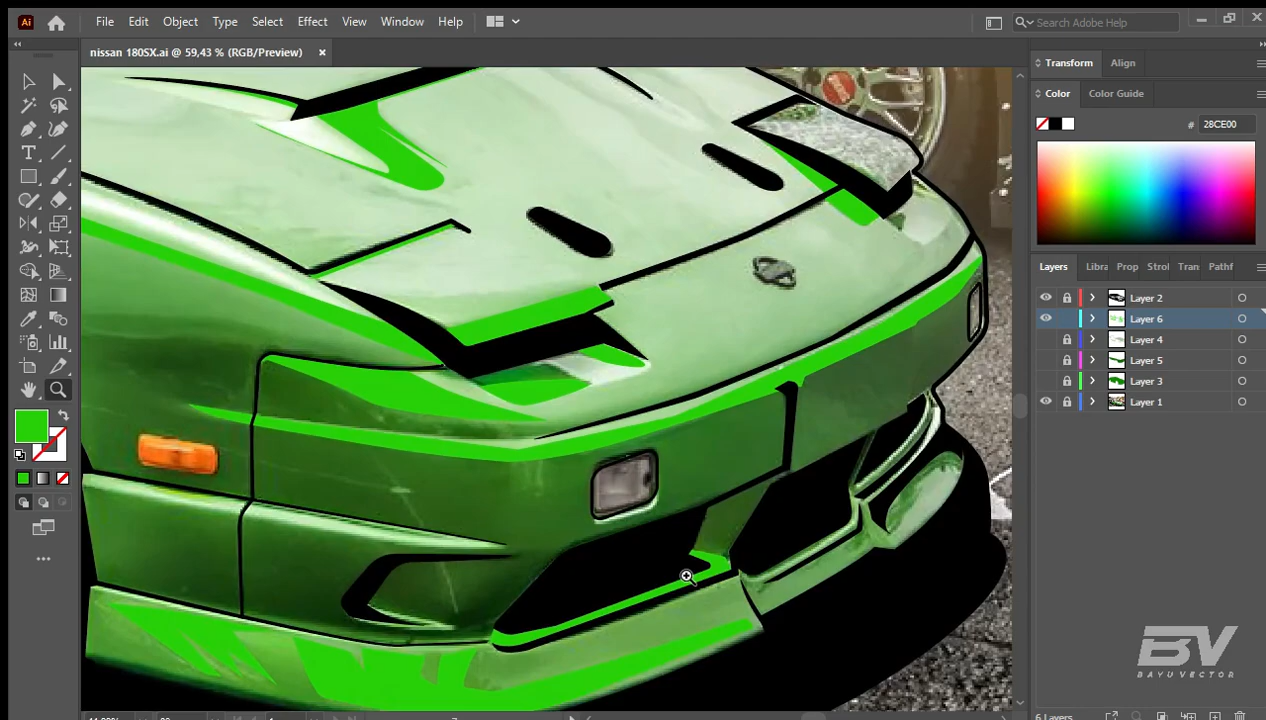 Ai File Edit Object Type Select Effect View Window Help Search Adobe Help
nissan 180SX.ai @ 59,43 % (RGB/Preview) ×
Transform Align
Color Color Guide
# 28CE00
Layers Libra Prop Strol Tran: Pathf
Layer 2
Layer 6
Layer 4
Layer 5
Layer 3
Layer 1
BV
BAYU VECTOR
6 Layers